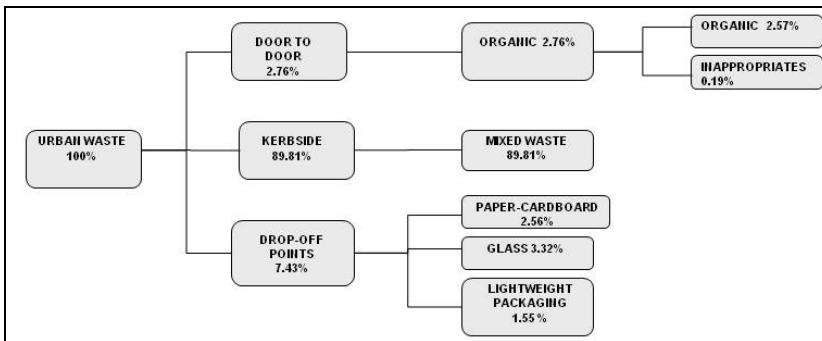 URBAN WASTE
100%
DOOR TO
DOOR
2.76%
ORGANIC 2.76%
ORGANIC 2.57%
INAPPROPRIATES
0.19%
KERBSIDE
89.81%
MIXED WASTE
89.81%
DROP-OFF
POINTS
7.43%
PAPER-CARDBOARD
2.56%
GLASS 3.32%
LIGHTWEIGHT
PACKAGING
1.55 %